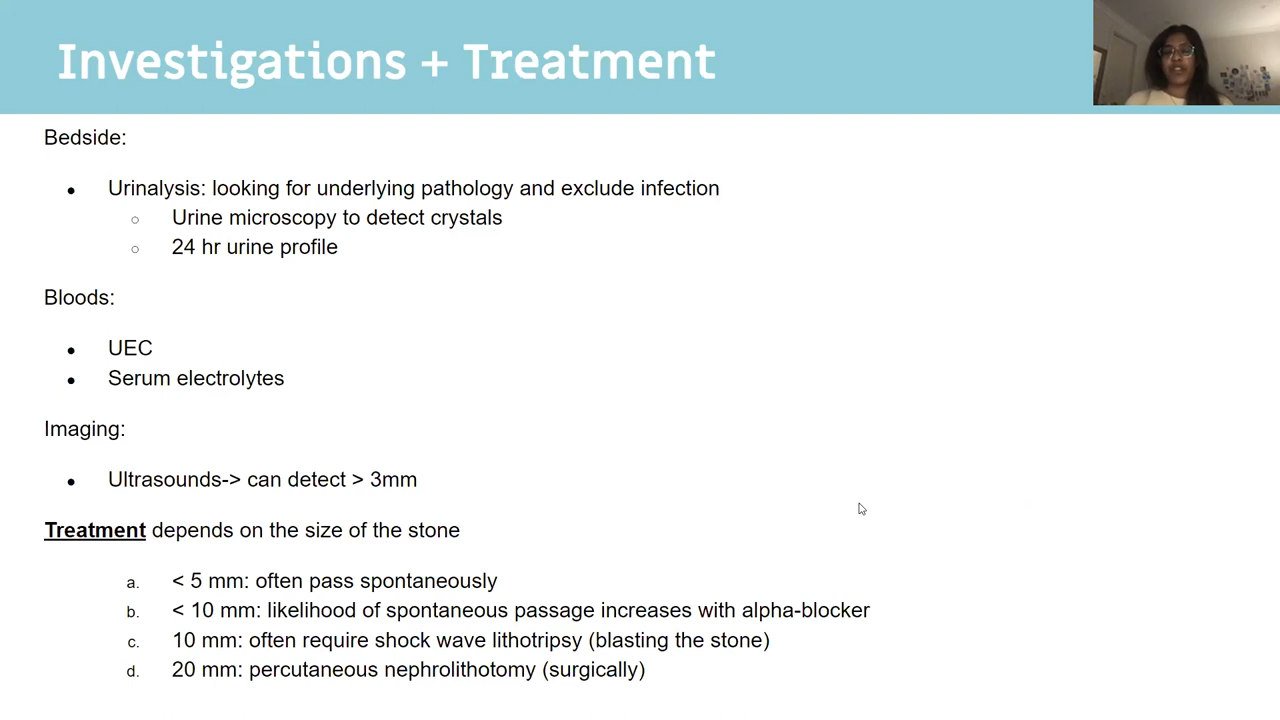 Investigations + Treatment
Bedside:
● Urinalysis: looking for underlying pathology and exclude infection
○ Urine microscopy to detect crystals
○ 24 hr urine profile
Bloods:
● UEC
● Serum electrolytes
Imaging:
● Ultrasounds-> can detect > 3mm
Treatment depends on the size of the stone
a. < 5 mm: often pass spontaneously
b. < 10 mm: likelihood of spontaneous passage increases with alpha-blocker
c. 10 mm: often require shock wave lithotripsy (blasting the stone)
d. 20 mm: percutaneous nephrolithotomy (surgically)